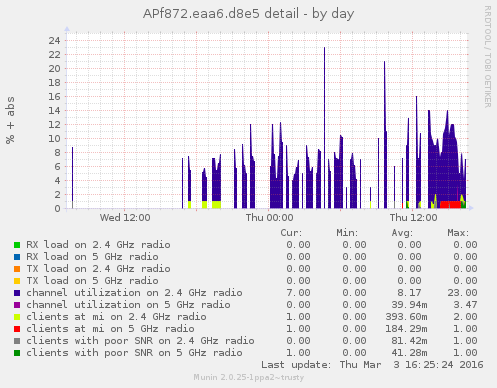 APf872.eaa6.d8e5 detail - by day
RRDTOOL / TOBI OETIKER
% + abs
24
22
20
18
16
14
12
10
8
6
4
2
0
Wed 12:00 Thu 00:00 Thu 12:00
Cur: Min: Avg: Max:
RX load on 2.4 GHz radio 0.00 0.00 0.00 0.00
RX load on 5 GHz radio 0.00 0.00 0.00 0.00
TX load on 2.4 GHz radio 0.00 0.00 0.00 0.00
TX load on 5 GHz radio 0.00 0.00 0.00 0.00
channel utilization on 2.4 GHz radio 7.00 0.00 8.17 23.00
channel utilization on 5 GHz radio 0.00 0.00 39.94m 3.47
clients at mi on 2.4 GHz radio 1.00 0.00 393.60m 2.00
clients at mi on 5 GHz radio 1.00 0.00 184.29m 1.00
clients with poor SNR on 2.4 GHz radio 0.00 0.00 81.42m 1.00
clients with poor SNR on 5 GHz radio 1.00 0.00 41.28m 1.00
Last update: Thu Mar 3 16:25:24 2016
Munin 2.0.25-1ppa2~trusty